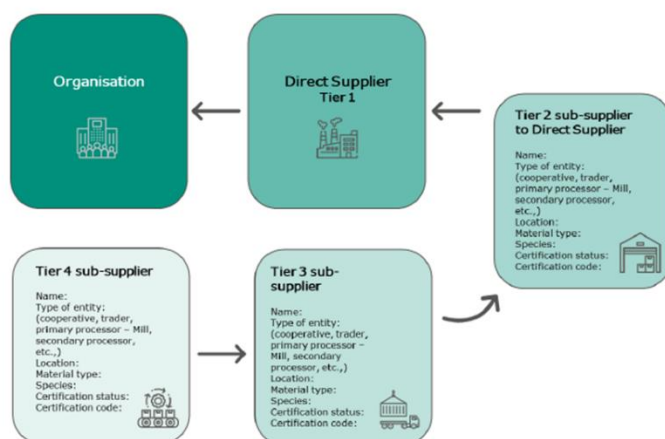 Organisation
Direct Supplier
Tier 1
Tier 2 sub-supplier
to Direct Supplier
Name:
Type of entity:
(cooperative, trader,
primary processor – Mill,
secondary processor,
etc.,)
Location:
Material type:
Species:
Certification status:
Certification code:
Tier 4 sub-supplier
Name:
Type of entity:
(cooperative, trader,
primary processor – Mill,
secondary processor,
etc.,)
Location:
Material type:
Species:
Certification status:
Certification code:
Tier 3 sub-
supplier
Name:
Type of entity:
(cooperative, trader,
primary processor –
Mill, secondary
processor, etc.,)
Location:
Material type:
Species:
Certification status:
Certification code: